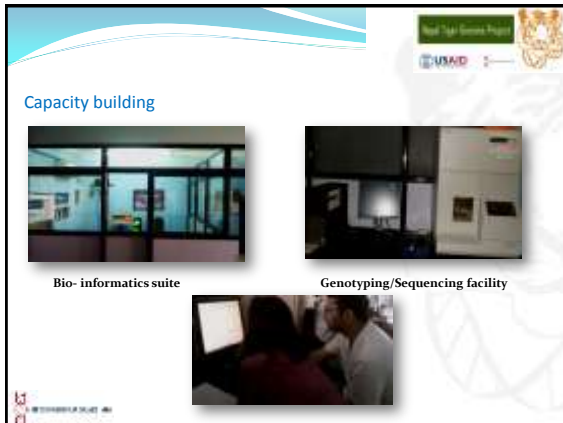 Nepal Tiger Genome Project
USAID
Capacity building
Bio- informatics suite
Genotyping/Sequencing facility